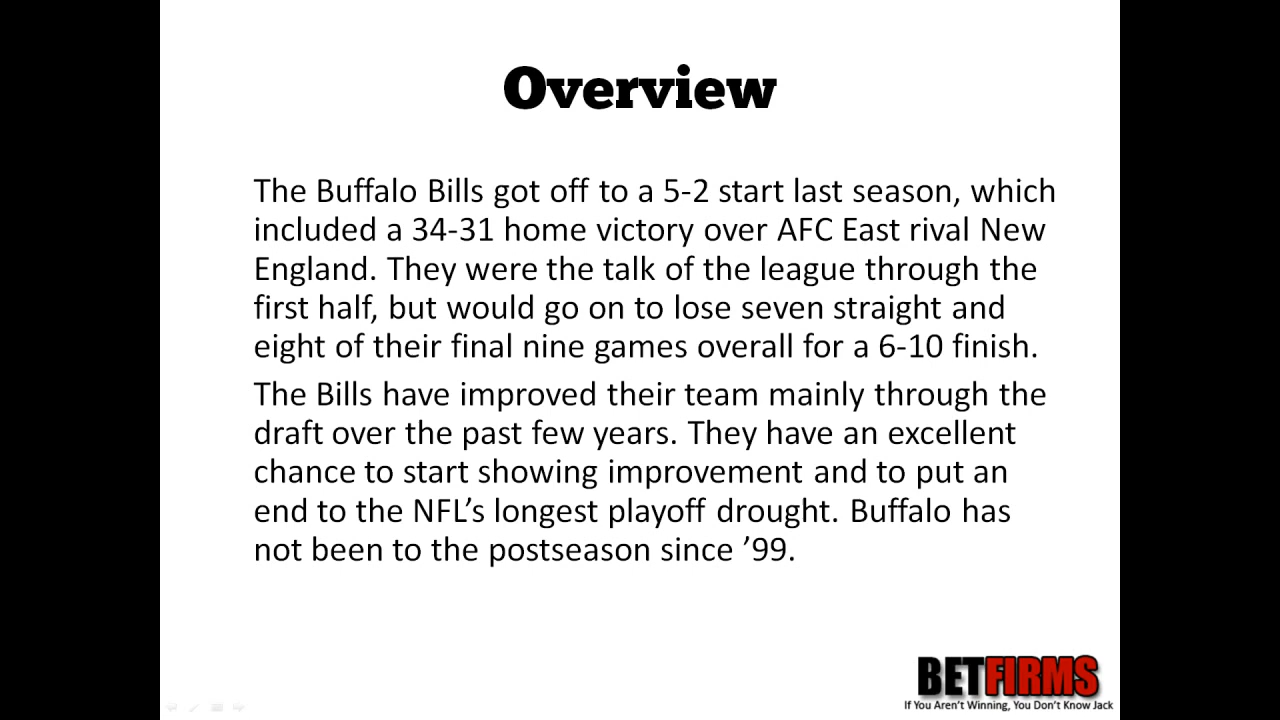 Overview
The Buffalo Bills got off to a 5-2 start last season, which
included a 34-31 home victory over AFC East rival New
England. They were the talk of the league through the
first half, but would go on to lose seven straight and
eight of their final nine games overall for a 6-10 finish.
The Bills have improved their team mainly through the
draft over the past few years. They have an excellent
chance to start showing improvement and to put an
end to the NFL’s longest playoff drought. Buffalo has
not been to the postseason since ’99.
BETFIRMS
If You Aren't Winning, You Don't Know Jack